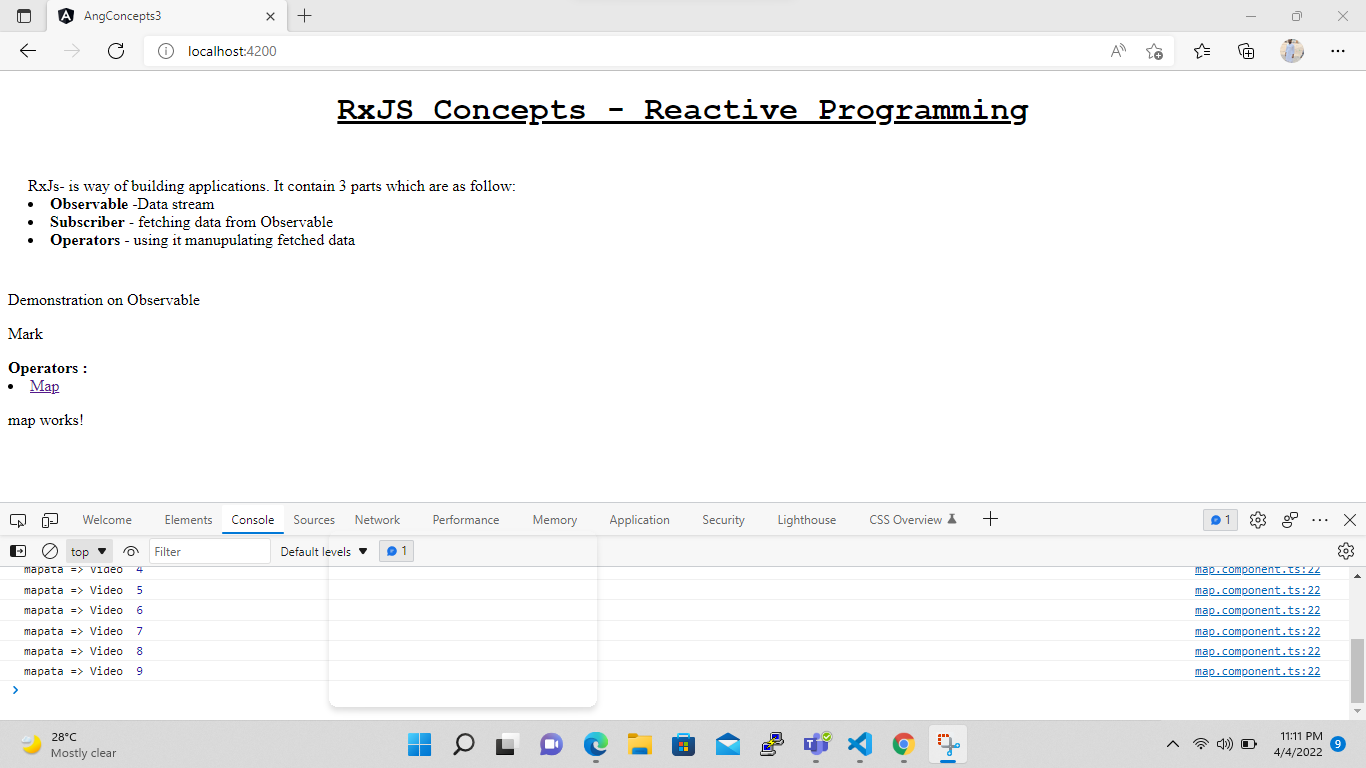 AngConcepts3
localhost:4200
RxJS Concepts - Reactive Programming
RxJs- is way of building applications. It contain 3 parts which are as follow:
• Observable -Data stream
• Subscriber - fetching data from Observable
• Operators - using it manupulating fetched data
Demonstration on Observable
Mark
Operators :
• Map
map works!
Welcome Elements Console Sources Network Performance Memory Application Security Lighthouse CSS Overview 1
top Filter Default levels 1
mapata => Video 4 map.component.ts:22
mapata => Video 5 map.component.ts:22
mapata => Video 6 map.component.ts:22
mapata => Video 7 map.component.ts:22
mapata => Video 8 map.component.ts:22
mapata => Video 9 map.component.ts:22
28°C
Mostly clear
11:11 PM
4/4/2022
9